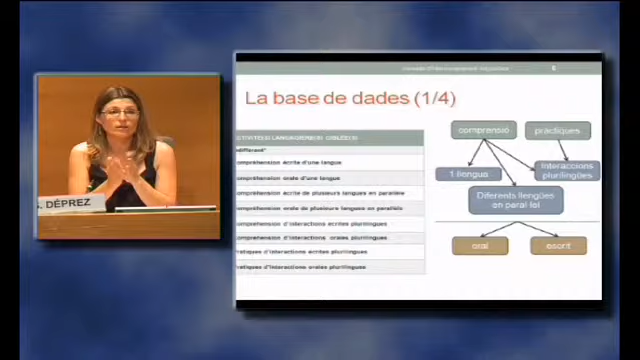 6
La base de dades (1/4)
S. DÉPREZ
compréhension écrite d'une langue
compréhension orale d'une langue
compréhension écrite de plusieurs langues en parallèle
compréhension orale de plusieurs langues en parallèle
compréhension d'interactions écrites plurilingues
compréhension d'interactions orales plurilingues
pratiques d'interactions écrites plurilingues
pratiques d'interactions orales plurilingues
comprensió
pràctiques
1 llengua
Interaccions
plurilingües
Diferents llengües
en paral·lel
oral
escrit